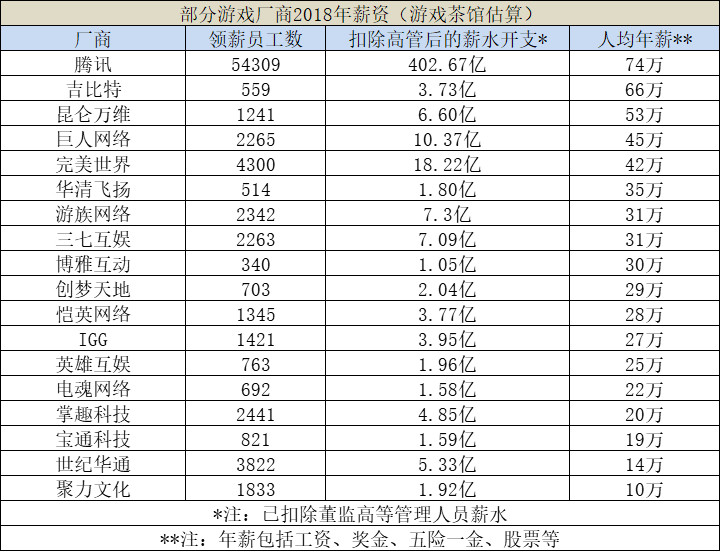 部分游戏厂商2018年薪资（游戏茶馆估算）
厂商 领薪员工数 扣除高管后的薪水开支* 人均年薪**
腾讯 54309 402.67亿 74万
吉比特 559 3.73亿 66万
昆仑万维 1241 6.60亿 53万
巨人网络 2265 10.37亿 45万
完美世界 4300 18.22亿 42万
华清飞扬 514 1.80亿 35万
游族网络 2342 7.3亿 31万
三七互娱 2263 7.09亿 31万
博雅互动 340 1.05亿 30万
创梦天地 703 2.04亿 29万
恺英网络 1345 3.77亿 28万
IGG 1421 3.95亿 27万
英雄互娱 763 1.96亿 25万
电魂网络 692 1.58亿 22万
掌趣科技 2441 4.85亿 20万
宝通科技 821 1.59亿 19万
世纪华通 3822 5.33亿 14万
聚力文化 1833 1.92亿 10万
*注：已扣除董监高等管理人员薪水
**注：年薪包括工资、奖金、五险一金、股票等